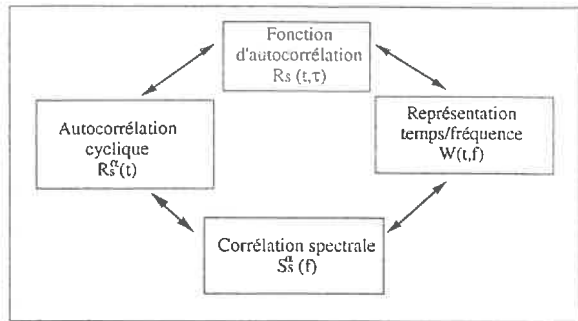 Fonction
d'autocorrélation
Rs (t,τ)
Autocorrélation
cyclique
Rsα(t)
Représentation
temps/fréquence
W(t,f)
Corrélation spectrale
Ssα (f)